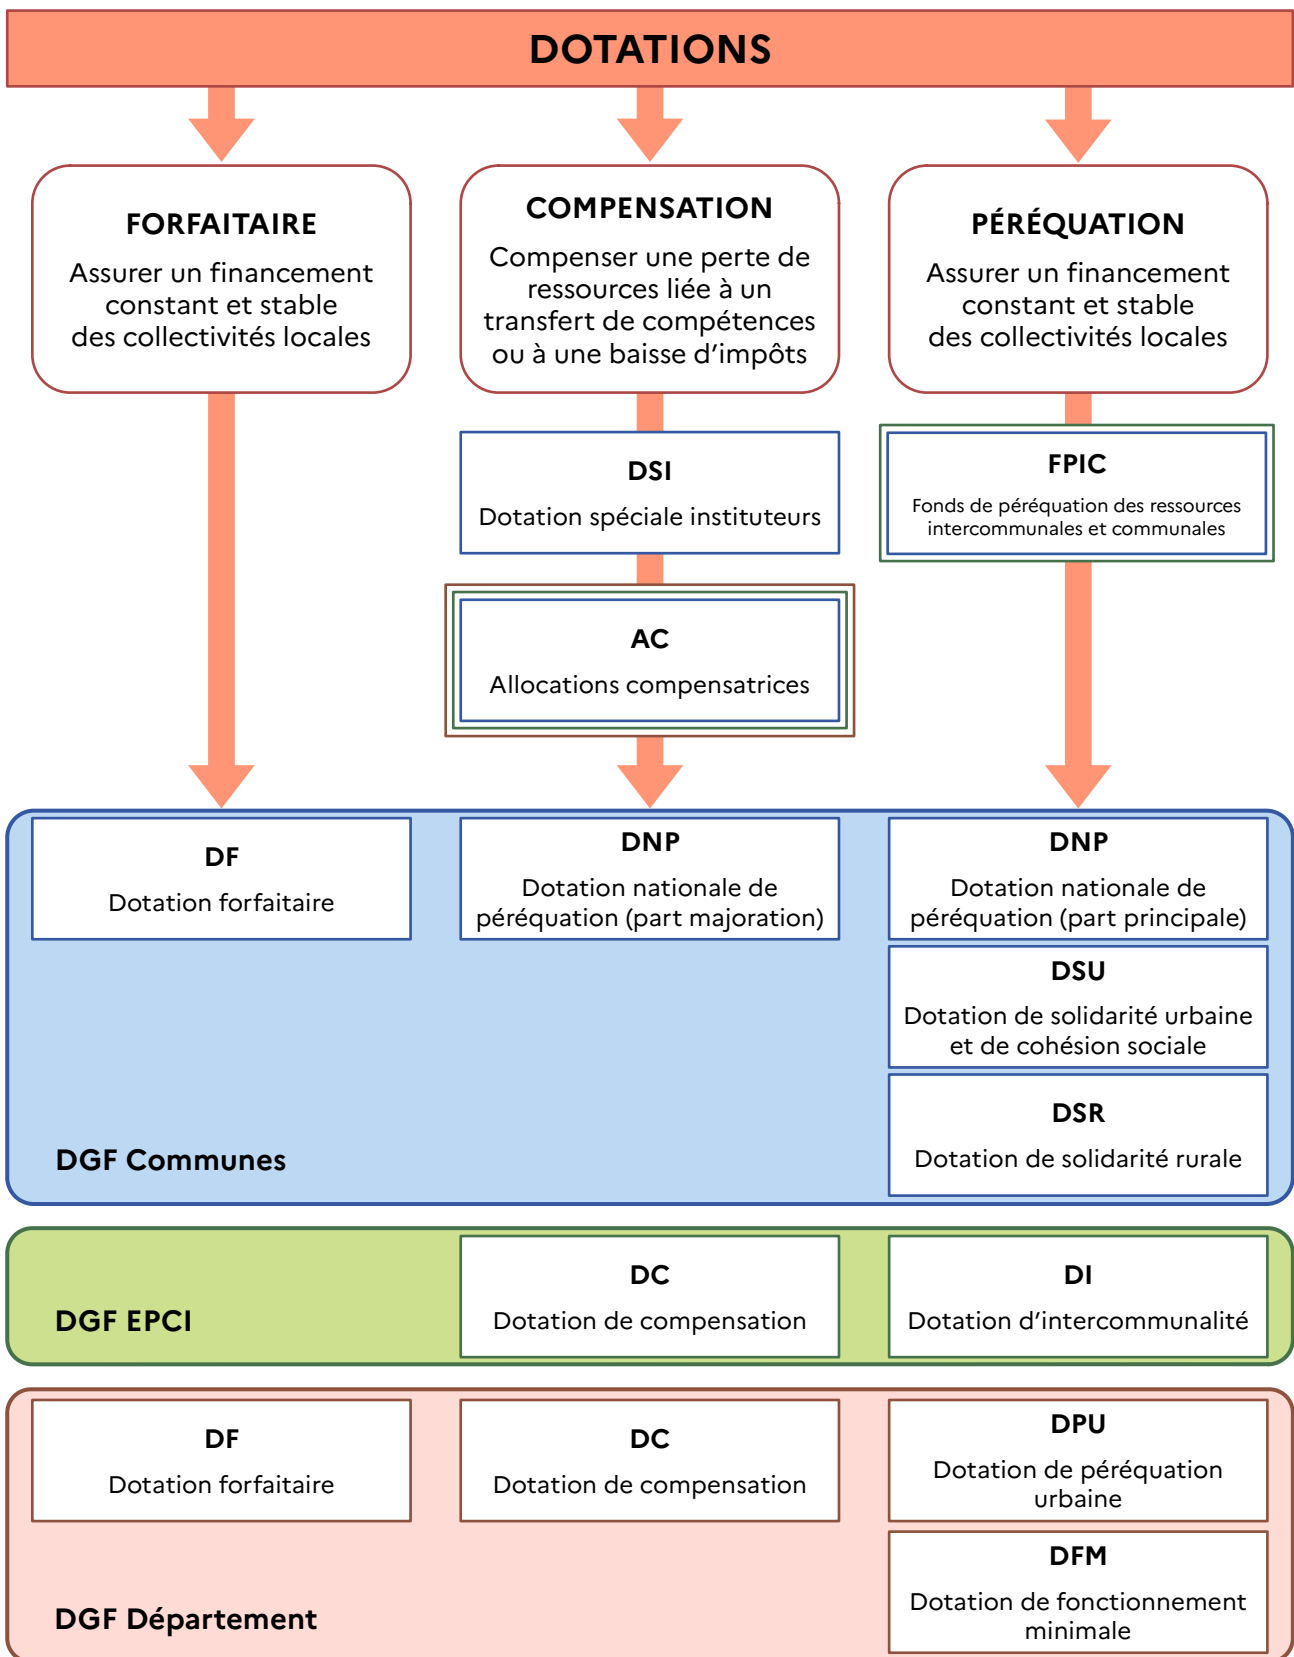 DOTATIONS
FORFAITAIRE
Assurer un financement
constant et stable
des collectivités locales
COMPENSATION
Compenser une perte de
ressources liée à un
transfert de compétences
ou à une baisse d’impôts
PÉRÉQUATION
Assurer un financement
constant et stable
des collectivités locales
DSI
Dotation spéciale instituteurs
FPIC
Fonds de péréquation des ressources
intercommunales et communales
AC
Allocations compensatrices
DF
Dotation forfaitaire
DNP
Dotation nationale de
péréquation (part majoration)
DNP
Dotation nationale de
péréquation (part principale)
DSU
Dotation de solidarité urbaine
et de cohésion sociale
DSR
Dotation de solidarité rurale
DGF Communes
DC
Dotation de compensation
DI
Dotation d’intercommunalité
DGF EPCI
DF
Dotation forfaitaire
DC
Dotation de compensation
DPU
Dotation de péréquation
urbaine
DFM
Dotation de fonctionnement
minimale
DGF Département